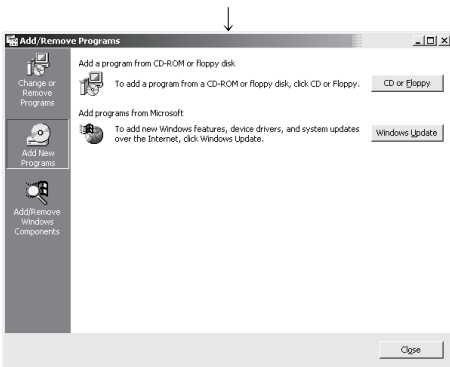 Add/Remove Programs
Change or
Remove
Programs
Add New
Programs
Add/Remove
Windows
Components
Add a program from CD-ROM or floppy disk
To add a program from a CD-ROM or floppy disk, click CD or Floppy.
CD or Floppy
Add programs from Microsoft
To add new Windows features, device drivers, and system updates
over the Internet, click Windows Update.
Windows Update
Close